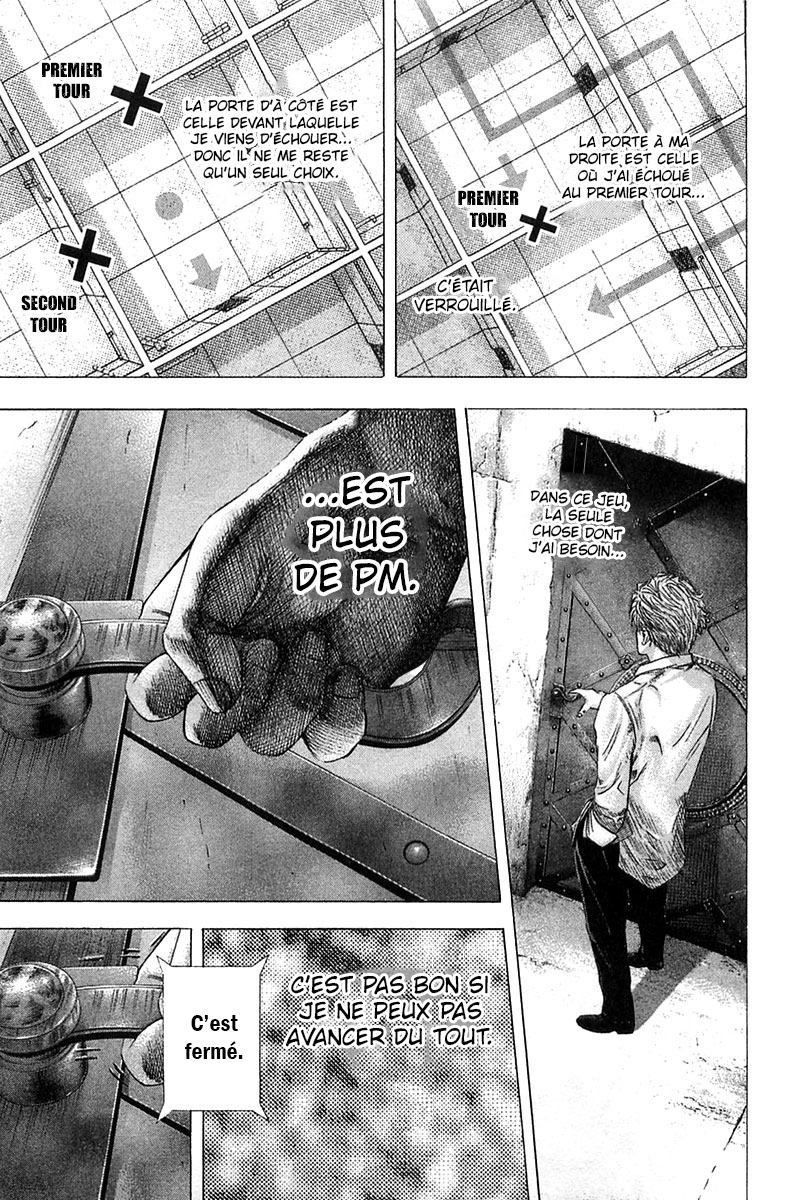 LA PORTE À MA
DROITE EST CELLE
OÙ J'AI ÉCHOUÉ
AU PREMIER TOUR...
PREMIER
TOUR
C'ÉTAIT
VERROUILLÉ.
PREMIER
TOUR
LA PORTE D'À CÔTÉ EST
CELLE DEVANT LAQUELLE
JE VIENS D'ÉCHOUER...
DONC IL NE ME RESTE
QU'UN SEUL CHOIX.
SECOND
TOUR
DANS CE JEU,
LA SEULE
CHOSE DONT
J'AI BESOIN...
...EST
PLUS
DE PM.
C'EST PAS BON SI
JE NE PEUX PAS
AVANCER DU TOUT.
C'est
fermé.